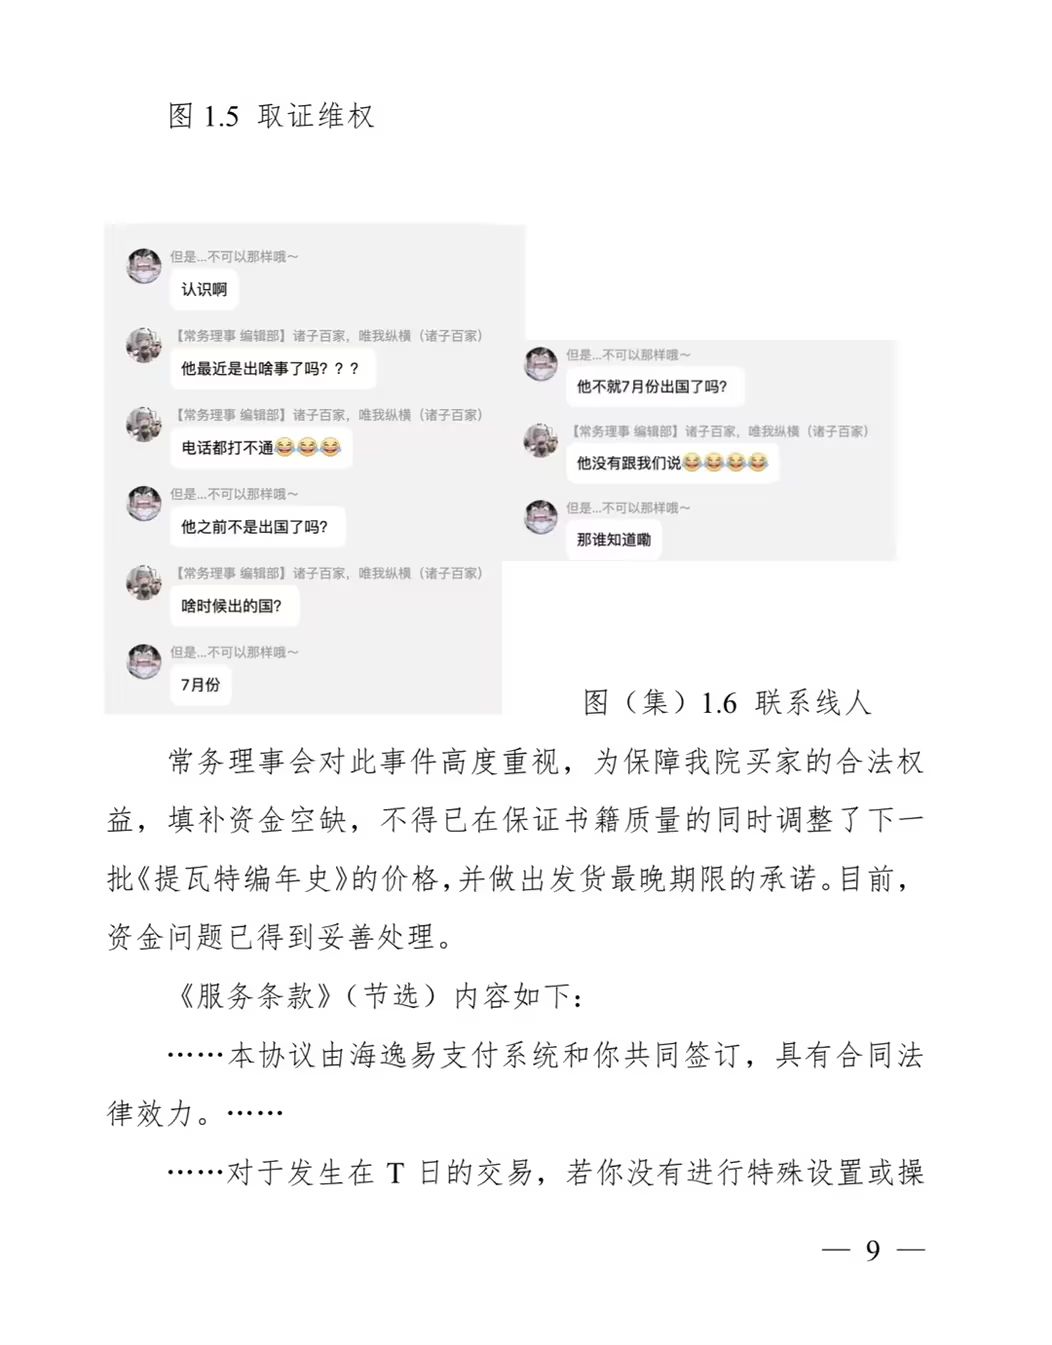 图 1.5 取证维权
但是...不可以那样哦～
认识啊
【常务理事 编辑部】诸子百家，唯我纵横（诸子百家）
他最近是出啥事了吗？？？
【常务理事 编辑部】诸子百家，唯我纵横（诸子百家）
电话都打不通😂😂😂
但是...不可以那样哦～
他之前不是出国了吗？
【常务理事 编辑部】诸子百家，唯我纵横（诸子百家）
啥时候出的国？
但是...不可以那样哦～
7月份
但是...不可以那样哦～
他不就7月份出国了吗？
【常务理事 编辑部】诸子百家，唯我纵横（诸子百家）
他没有跟我们说😂😂😂😂
但是...不可以那样哦～
那谁知道嘞
图（集）1.6 联系线人
常务理事会对此事件高度重视，为保障我院买家的合法权
益，填补资金空缺，不得已在保证书籍质量的同时调整了下一
批《提瓦特编年史》的价格，并做出发货最晚期限的承诺。目前，
资金问题已得到妥善处理。
《服务条款》（节选）内容如下：
……本协议由海逸易支付系统和你共同签订，具有合同法
律效力。……
……对于发生在 T 日的交易，若你没有进行特殊设置或操
— 9 —